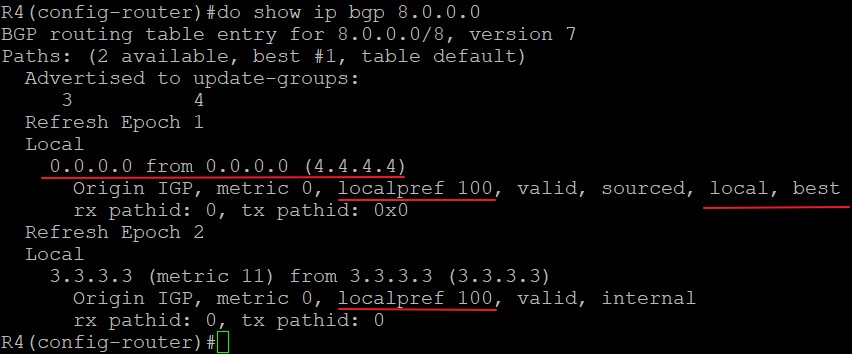 R4(config-router)#do show ip bgp 8.0.0.0
BGP routing table entry for 8.0.0.0/8, version 7
Paths: (2 available, best #1, table default)
  Advertised to update-groups:
     3          4
  Refresh Epoch 1
  Local
    0.0.0.0 from 0.0.0.0 (4.4.4.4)
      Origin IGP, metric 0, localpref 100, valid, sourced, local, best
      rx pathid: 0, tx pathid: 0x0
  Refresh Epoch 2
  Local
    3.3.3.3 (metric 11) from 3.3.3.3 (3.3.3.3)
      Origin IGP, metric 0, localpref 100, valid, internal
      rx pathid: 0, tx pathid: 0
R4(config-router)#